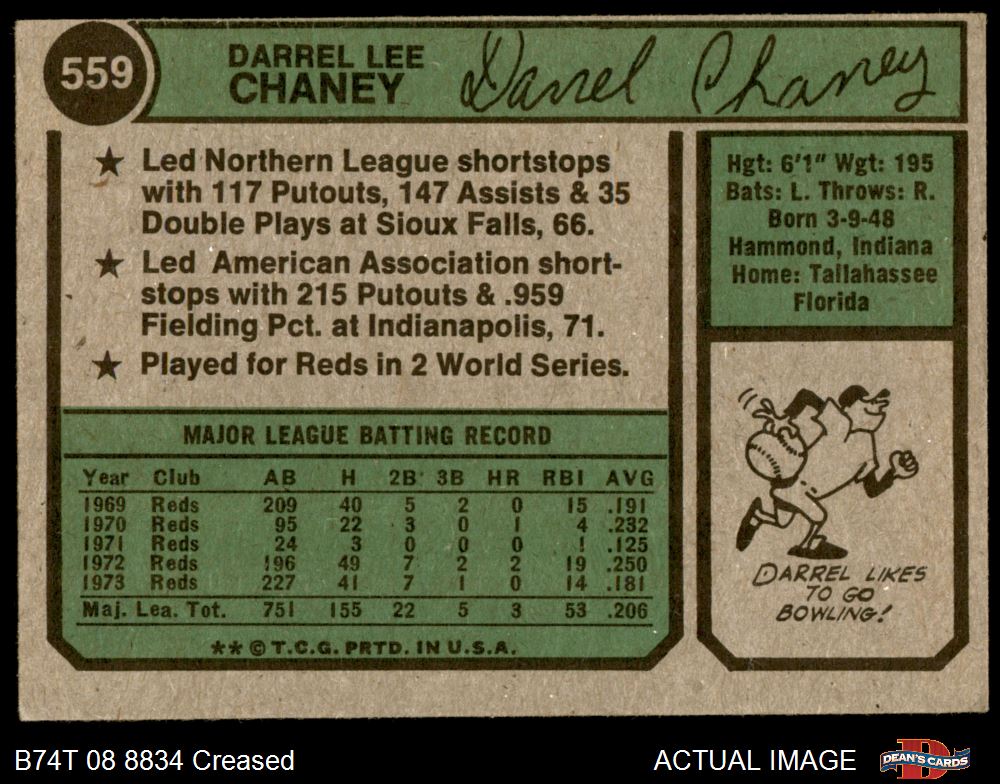 559
DARREL LEE
CHANEY
Darrel Chaney
★ Led Northern League shortstops
with 117 Putouts, 147 Assists & 35
Double Plays at Sioux Falls, 66.
★ Led American Association short-
stops with 215 Putouts & .959
Fielding Pct. at Indianapolis, 71.
★ Played for Reds in 2 World Series.
Hgt: 6'1" Wgt: 195
Bats: L. Throws: R.
Born 3-9-48
Hammond, Indiana
Home: Tallahassee
Florida
MAJOR LEAGUE BATTING RECORD
Year Club AB H 2B 3B HR RBI AVG
1969 Reds 209 40 5 2 0 15 .191
1970 Reds 95 22 3 0 1 4 .232
1971 Reds 24 3 0 0 0 1 .125
1972 Reds 196 49 7 2 2 19 .250
1973 Reds 227 41 7 1 0 14 .181
Maj. Lea. Tot. 751 155 22 5 3 53 .206
** © T.C.G. PRTD. IN U.S.A.
DARREL LIKES
TO GO
BOWLING!
B74T 08 8834 Creased
ACTUAL IMAGE
D
DEAN'S CARDS